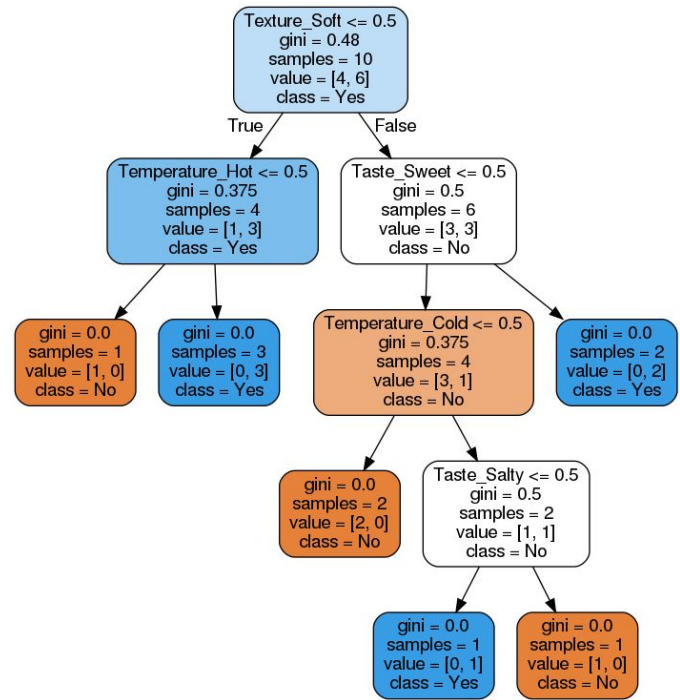 Texture_Soft <= 0.5
gini = 0.48
samples = 10
value = [4, 6]
class = Yes
True
False
Temperature_Hot <= 0.5
gini = 0.375
samples = 4
value = [1, 3]
class = Yes
Taste_Sweet <= 0.5
gini = 0.5
samples = 6
value = [3, 3]
class = No
gini = 0.0
samples = 1
value = [1, 0]
class = No
gini = 0.0
samples = 3
value = [0, 3]
class = Yes
Temperature_Cold <= 0.5
gini = 0.375
samples = 4
value = [3, 1]
class = No
gini = 0.0
samples = 2
value = [0, 2]
class = Yes
gini = 0.0
samples = 2
value = [2, 0]
class = No
Taste_Salty <= 0.5
gini = 0.5
samples = 2
value = [1, 1]
class = No
gini = 0.0
samples = 1
value = [0, 1]
class = Yes
gini = 0.0
samples = 1
value = [1, 0]
class = No